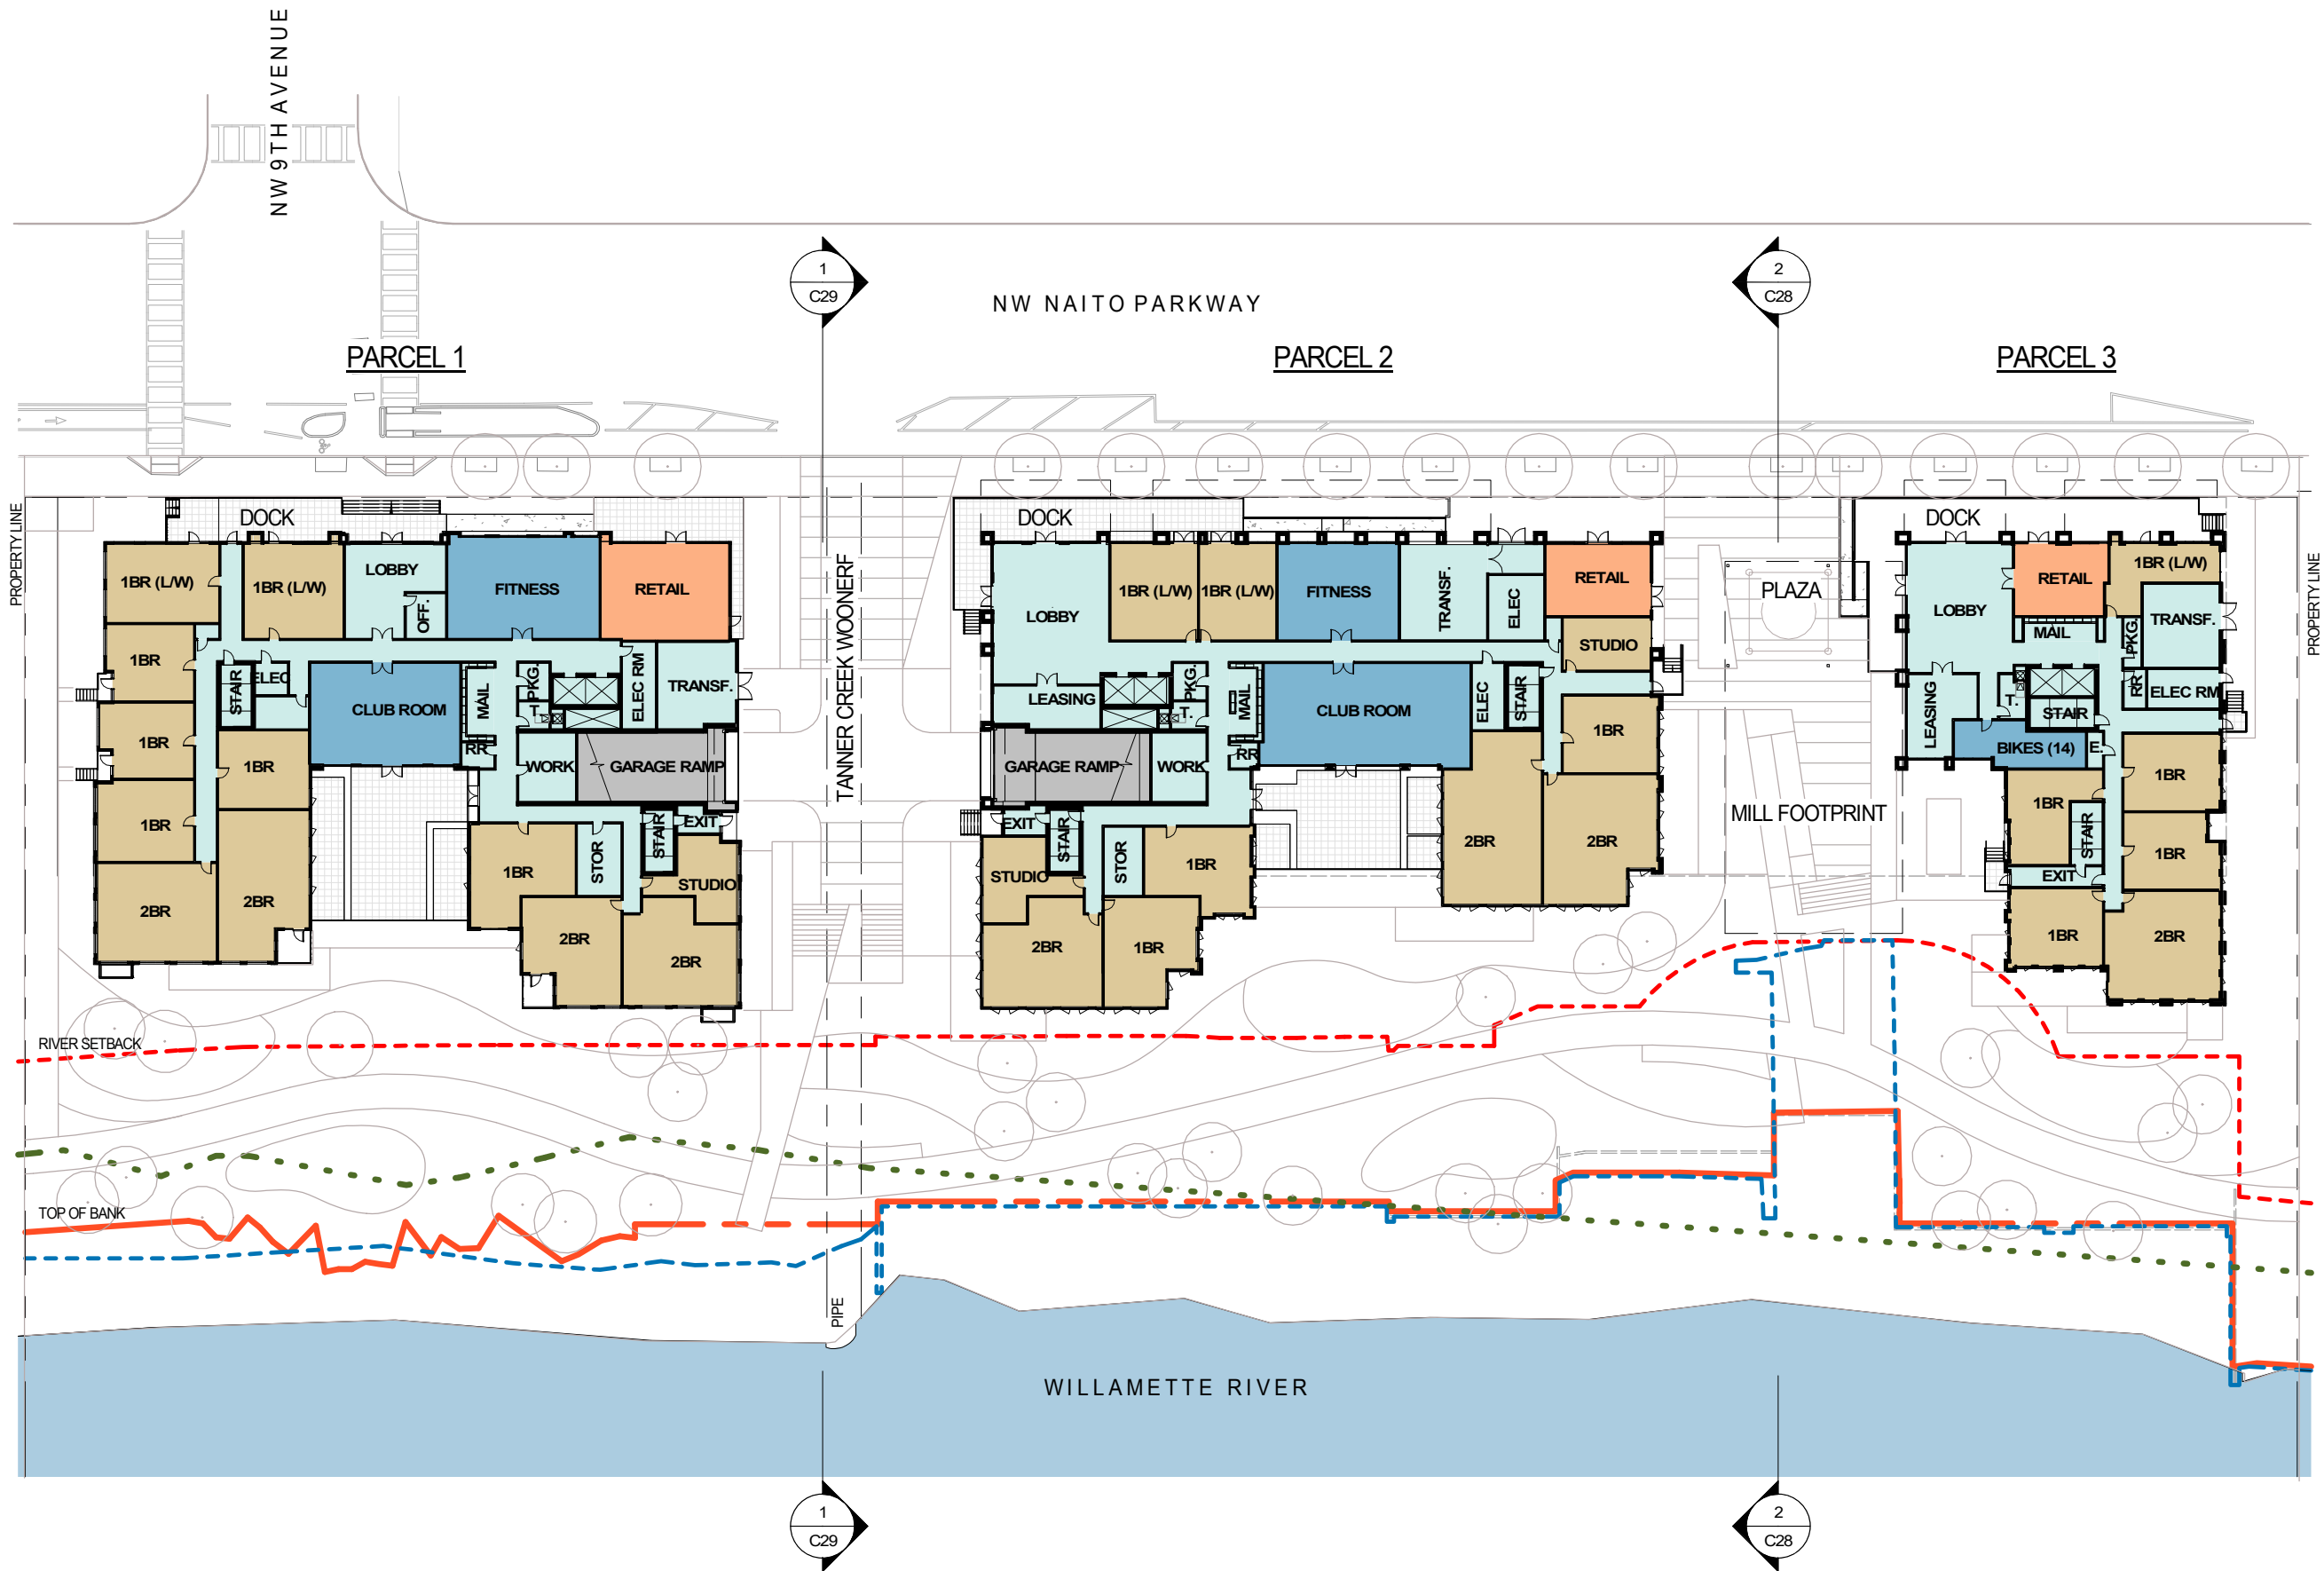 NW 9TH AVENUE
1
C29
2
C28
NW NAITO PARKWAY
PARCEL 1
PARCEL 2
PARCEL 3
PROPERTY LINE
DOCK
1BR (L/W)
1BR (L/W)
LOBBY
OFF.
FITNESS
RETAIL
1BR
STAIR
ELEC
CLUB ROOM
MAIL
PKG.
T.
ELEC RM
TRANSF.
1BR
1BR
RR
WORK
GARAGE RAMP
1BR
2BR
2BR
1BR
STOR
STAIR
EXIT
STUDIO
2BR
2BR
TANNER CREEK WOONERF
DOCK
LOBBY
1BR (L/W)
1BR (L/W)
FITNESS
TRANSF.
ELEC
RETAIL
STUDIO
LEASING
PKG.
T.
MAIL
CLUB ROOM
ELEC
STAIR
1BR
GARAGE RAMP
WORK
RR
EXIT
STAIR
STOR
1BR
2BR
2BR
STUDIO
2BR
1BR
PLAZA
MILL FOOTPRINT
DOCK
LOBBY
RETAIL
1BR (L/W)
MAIL
PKG.
TRANSF.
LEASING
T.
RR
ELEC RM
STAIR
BIKES (14)
E.
1BR
1BR
STAIR
1BR
EXIT
1BR
2BR
PROPERTY LINE
RIVER SETBACK
TOP OF BANK
PIPE
WILLAMETTE RIVER
1
C29
2
C28